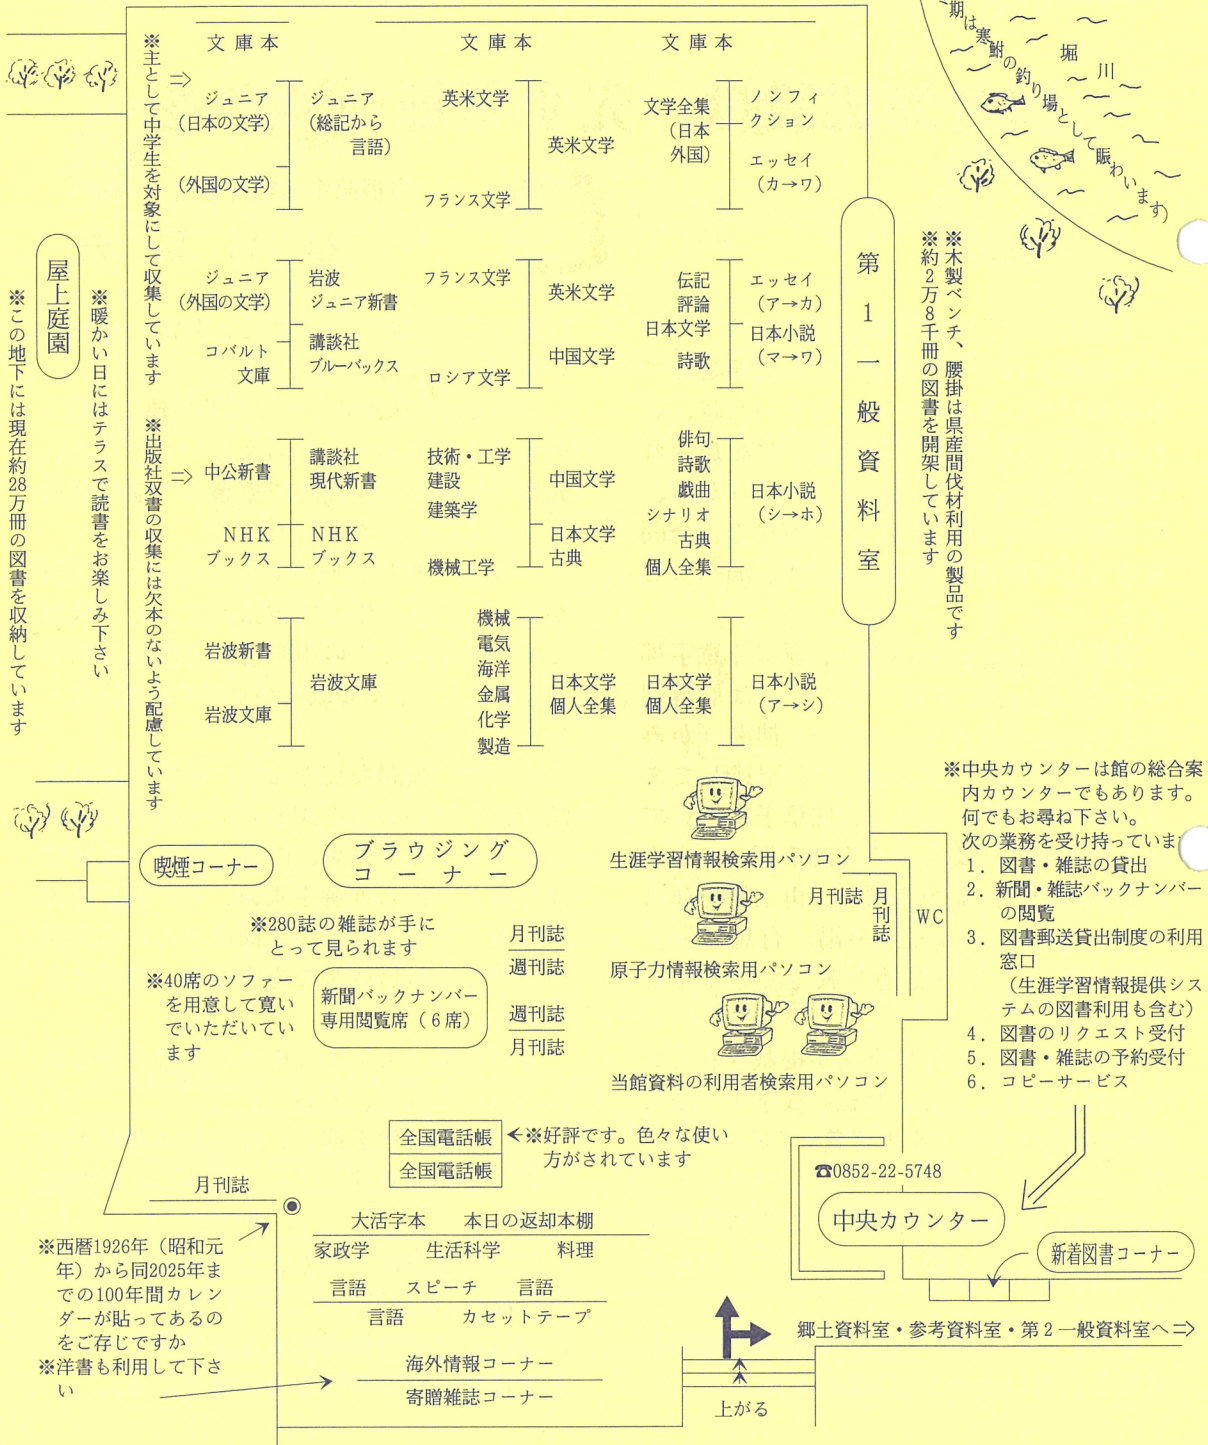 文庫本
文庫本
文庫本
※主として中学生を対象にして収集しています
⇒
ジュニア
(日本の文学)
(外国の文学)
ジュニア
(総記から
言語)
英米文学
フランス文学
英米文学
文学全集
(日本
外国)
ノンフィ
クション
エッセイ
(カ→ワ)
ジュニア
(外国の文学)
コバルト
文庫
岩波
ジュニア新書
講談社
ブルーバックス
フランス文学
ロシア文学
英米文学
中国文学
伝記
評論
日本文学
詩歌
エッセイ
(ア→カ)
日本小説
(マ→ワ)
※出版社双書の収集には欠本のないよう配慮しています
⇒
中公新書
NHK
ブックス
講談社
現代新書
NHK
ブックス
技術・工学
建設
建築学
機械工学
中国文学
日本文学
古典
俳句
詩歌
戯曲
シナリオ
古典
個人全集
日本小説
(シ→ホ)
岩波新書
岩波文庫
岩波文庫
機械
電気
海洋
金属
化学
製造
日本文学
個人全集
日本文学
個人全集
日本小説
(ア→シ)
第1一般資料室
※木製ベンチ、腰掛は県産間伐材利用の製品です
※約2万8千冊の図書を開架しています
堀川
期は寒鮒の釣り場として賑わいます)
屋上庭園
※暖かい日にはテラスで読書をお楽しみ下さい
※この地下には現在約28万冊の図書を収納しています
喫煙コーナー
ブラウジング
コーナー
※280誌の雑誌が手に
とって見られます
※40席のソファー
を用意して寛い
でいただいてい
ます
新聞バックナンバー
専用閲覧席(6席)
月刊誌
週刊誌
週刊誌
月刊誌
生涯学習情報検索用パソコン
月刊誌
月刊誌
WC
原子力情報検索用パソコン
当館資料の利用者検索用パソコン
※中央カウンターは館の総合案
内カウンターでもあります。
何でもお尋ね下さい。
次の業務を受け持っていま
1. 図書・雑誌の貸出
2. 新聞・雑誌バックナンバー
の閲覧
3. 図書郵送貸出制度の利用
窓口
(生涯学習情報提供シス
テムの図書利用も含む)
4. 図書のリクエスト受付
5. 図書・雑誌の予約受付
6. コピーサービス
全国電話帳
全国電話帳
←※好評です。色々な使い
方がされています
☎0852-22-5748
中央カウンター
新着図書コーナー
月刊誌
大活字本 本日の返却本棚
家政学 生活科学 料理
言語 スピーチ 言語
言語 カセットテープ
※西暦1926年(昭和元
年)から同2025年ま
での100年間カレン
ダーが貼ってあるの
をご存じですか
※洋書も利用して下さ
い
海外情報コーナー
寄贈雑誌コーナー
郷土資料室・参考資料室・第2一般資料室へ⇒
上がる